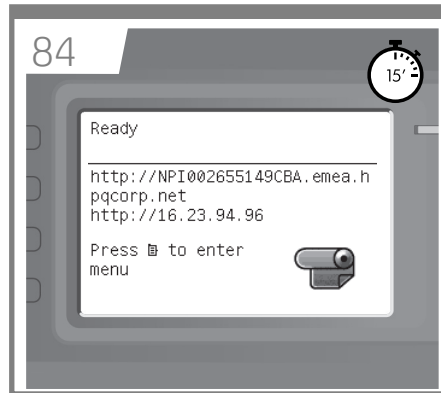 84
15'
Ready
http://NPI002655149CBA.emea.h
pqcorp.net
http://16.23.94.96
Press to enter
menu